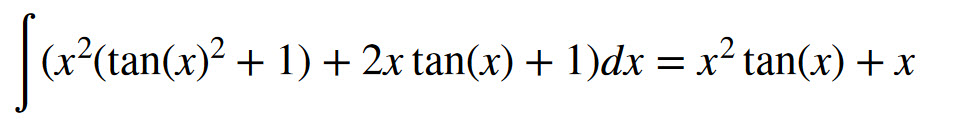 ∫(x²(tan(x)² + 1) + 2x tan(x) + 1)dx = x² tan(x) + x